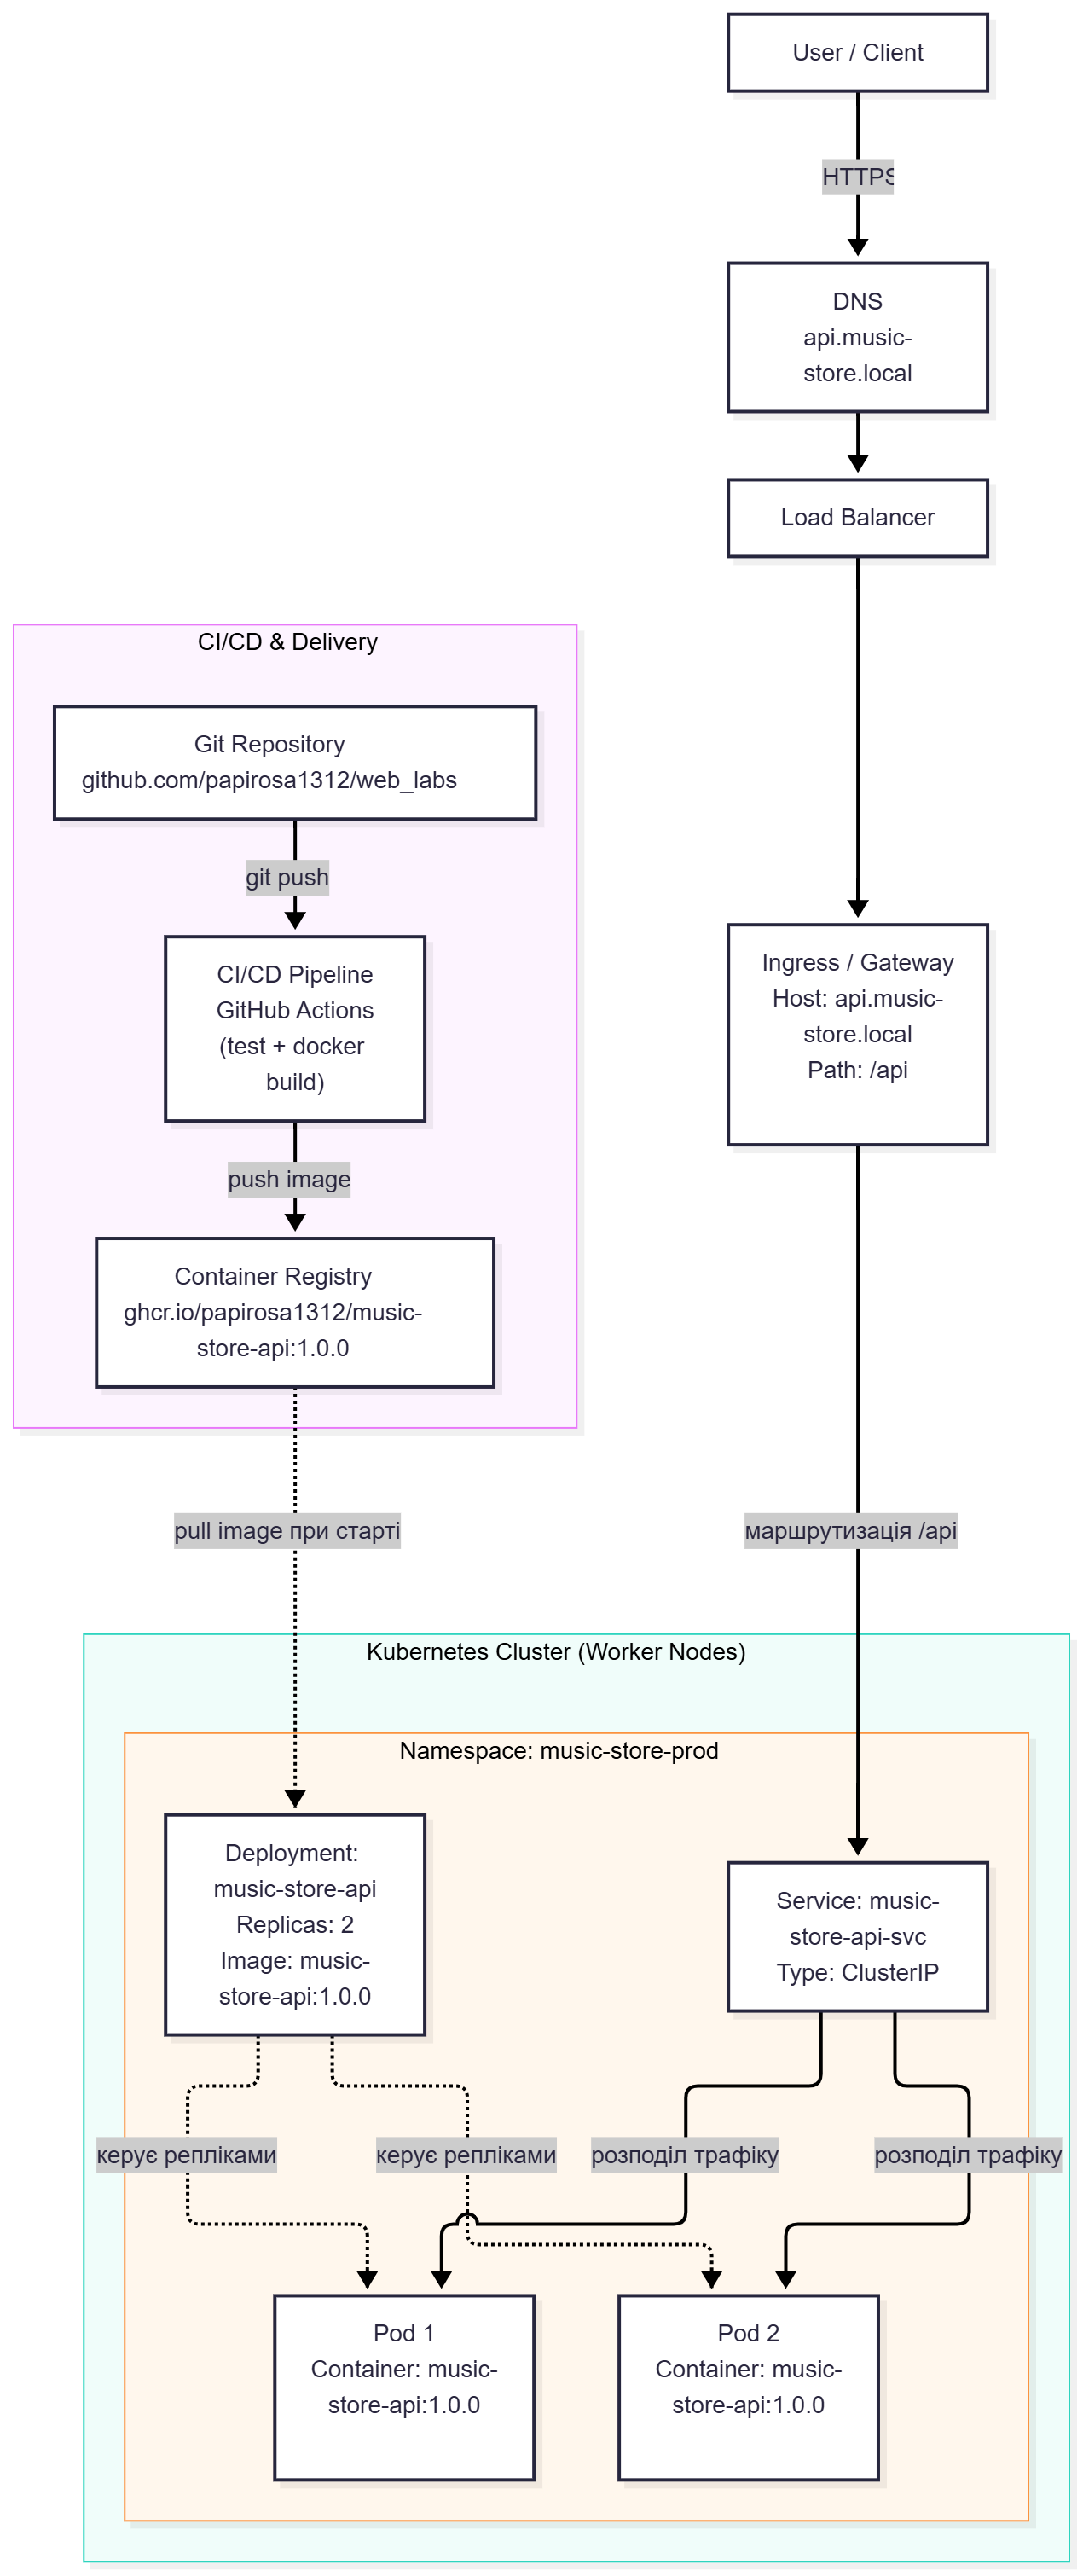 User / Client
HTTPS
DNS
api.music-
store.local
Load Balancer
CI/CD & Delivery
Git Repository
github.com/papirosa1312/web_labs
git push
CI/CD Pipeline
GitHub Actions
(test + docker
build)
push image
Container Registry
ghcr.io/papirosa1312/music-
store-api:1.0.0
Ingress / Gateway
Host: api.music-
store.local
Path: /api
pull image при старті
маршрутизація /api
Kubernetes Cluster (Worker Nodes)
Namespace: music-store-prod
Deployment:
music-store-api
Replicas: 2
Image: music-
store-api:1.0.0
Service: music-
store-api-svc
Type: ClusterIP
керує репліками
керує репліками
розподіл трафіку
розподіл трафіку
Pod 1
Container: music-
store-api:1.0.0
Pod 2
Container: music-
store-api:1.0.0